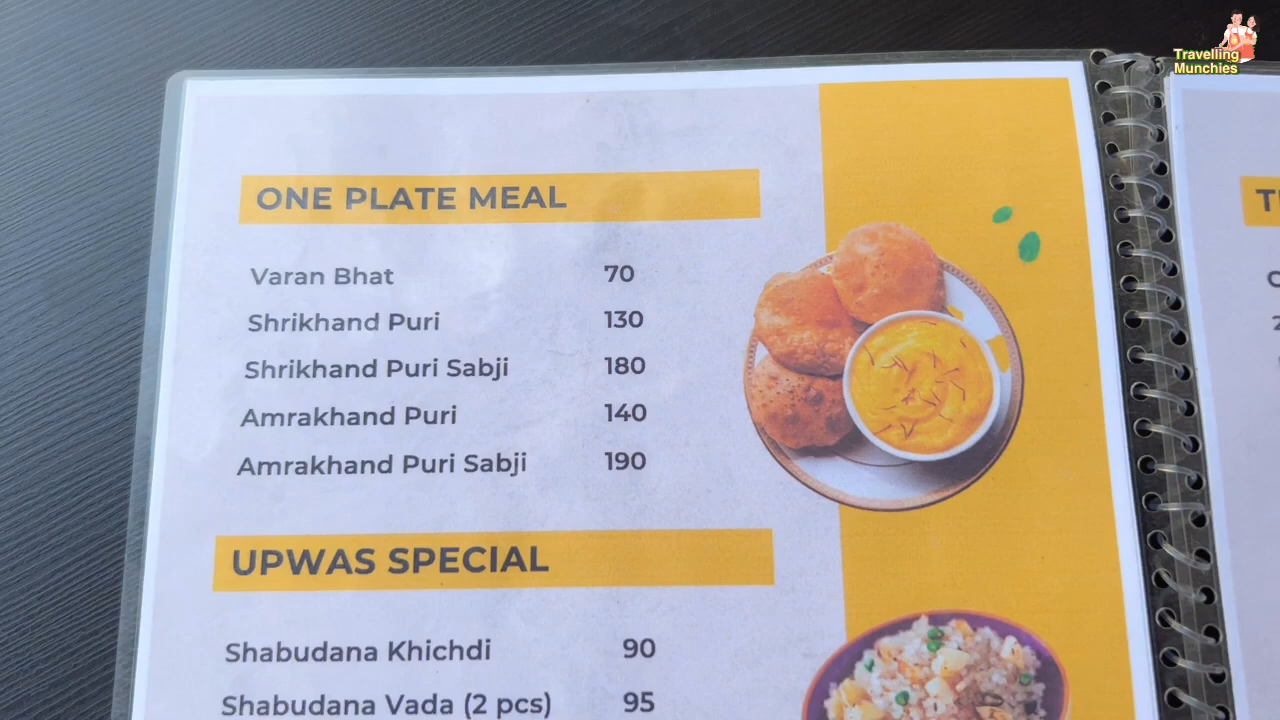 Travelling
Munchies
ONE PLATE MEAL
Varan Bhat 70
Shrikhand Puri 130
Shrikhand Puri Sabji 180
Amrakhand Puri 140
Amrakhand Puri Sabji 190
UPWAS SPECIAL
Shabudana Khichdi 90
Shabudana Vada (2 pcs) 95